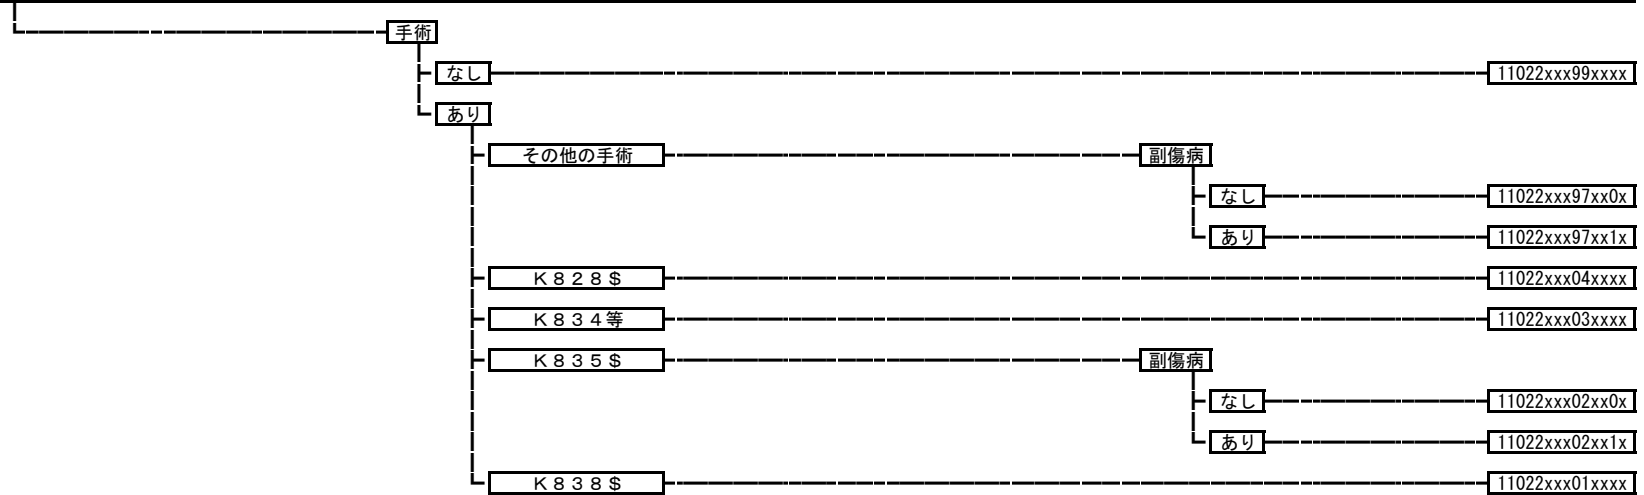 手術
なし 11022xxx99xxxx
あり
その他の手術 副傷病
なし 11022xxx97xx0x
あり 11022xxx97xx1x
Ｋ８２８＄ 11022xxx04xxxx
Ｋ８３４等 11022xxx03xxxx
Ｋ８３５＄ 副傷病
なし 11022xxx02xx0x
あり 11022xxx02xx1x
Ｋ８３８＄ 11022xxx01xxxx